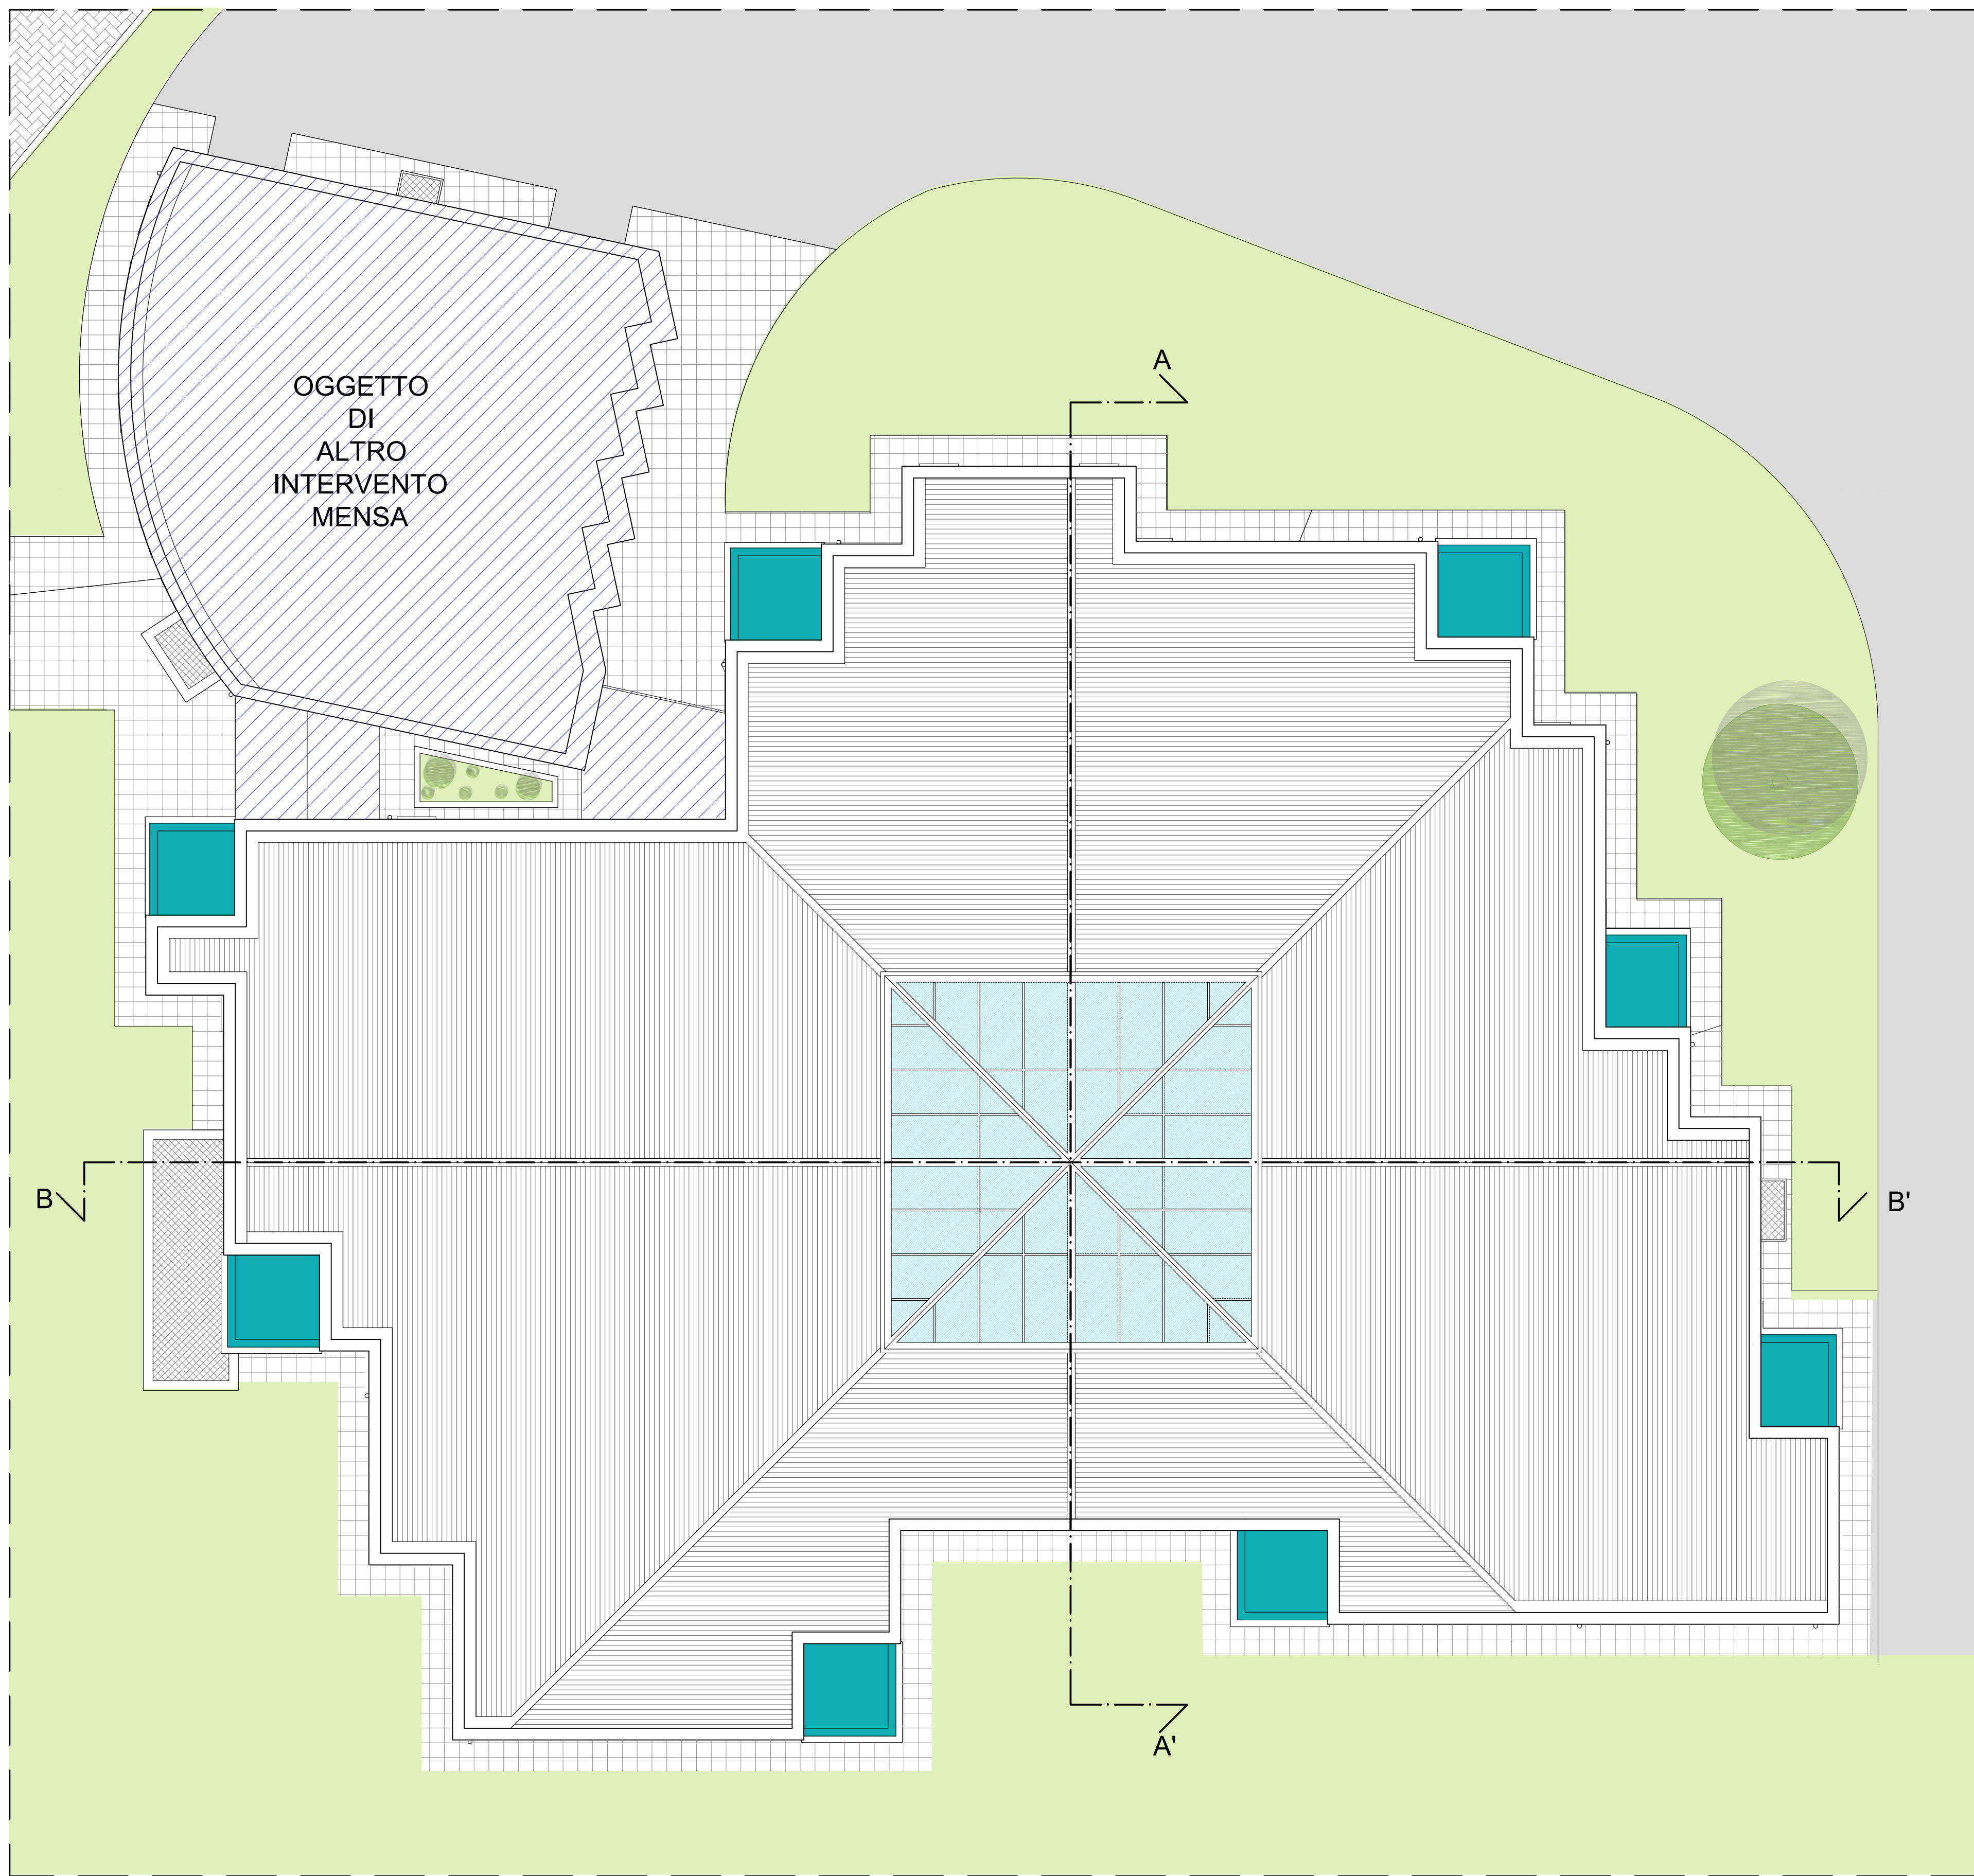 A
OGGETTO
DI
ALTRO
INTERVENTO
MENSA
B
B'
A'